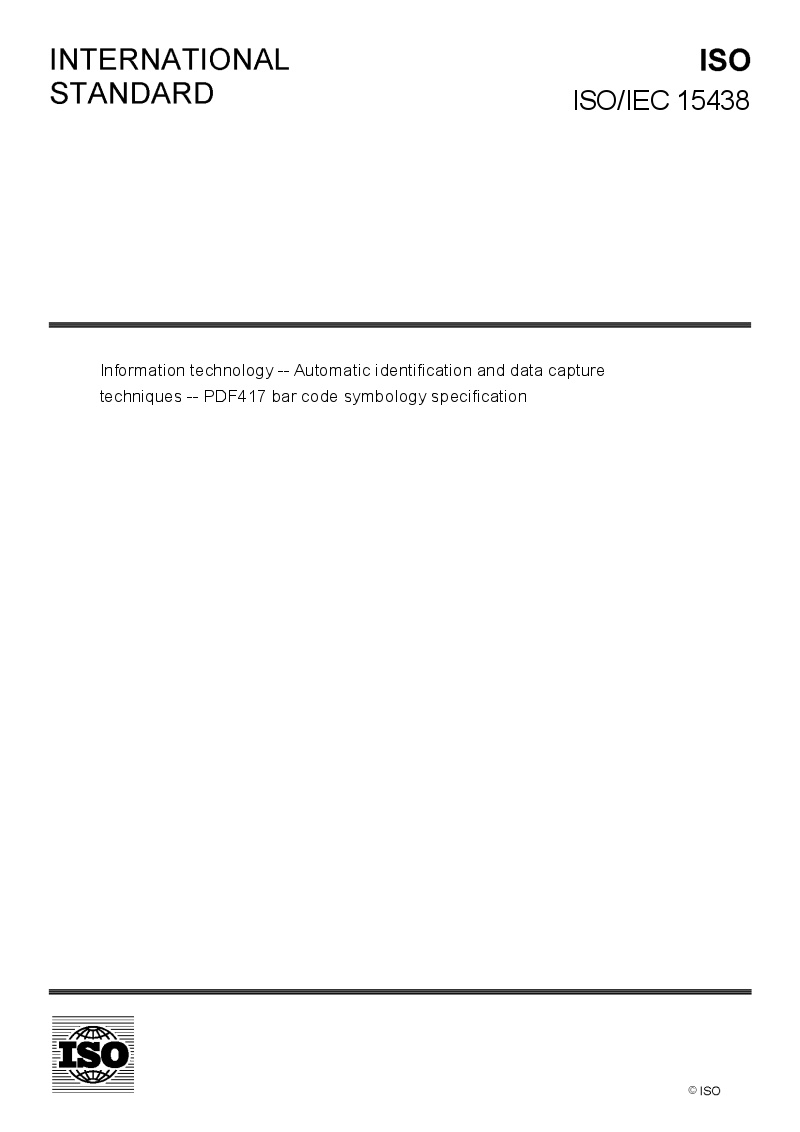 INTERNATIONAL
STANDARD
ISO
ISO/IEC 15438
Information technology -- Automatic identification and data capture
techniques -- PDF417 bar code symbology specification
ISO
© ISO